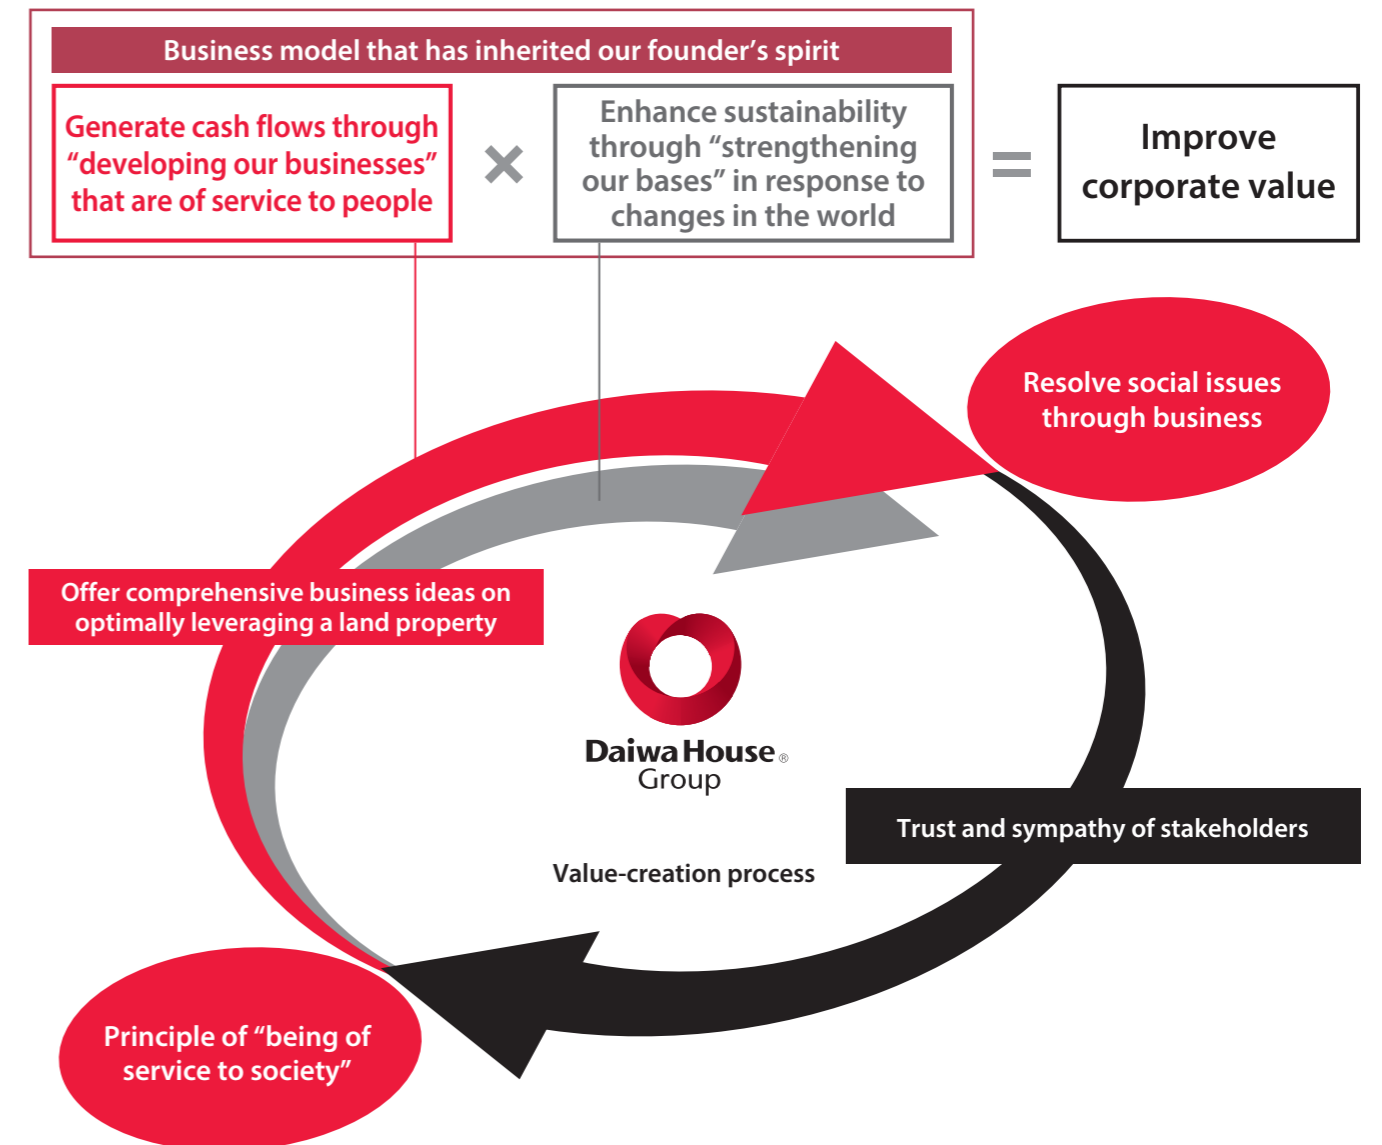 Business model that has inherited our founder’s spirit
Generate cash flows through
“developing our businesses”
that are of service to people
×
Enhance sustainability
through “strengthening
our bases” in response to
changes in the world
=
Improve
corporate value
Resolve social issues
through business
Offer comprehensive business ideas on
optimally leveraging a land property
Daiwa House ®
Group
Trust and sympathy of stakeholders
Value-creation process
Principle of “being of
service to society”